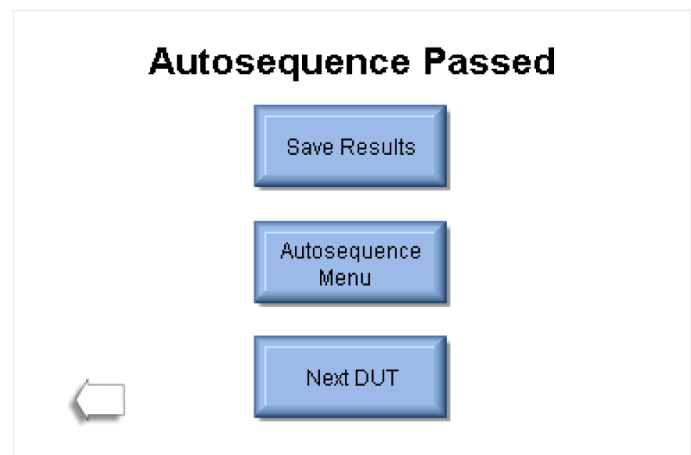 Autosequence Passed
Save Results
Autosequence
Menu
Next DUT